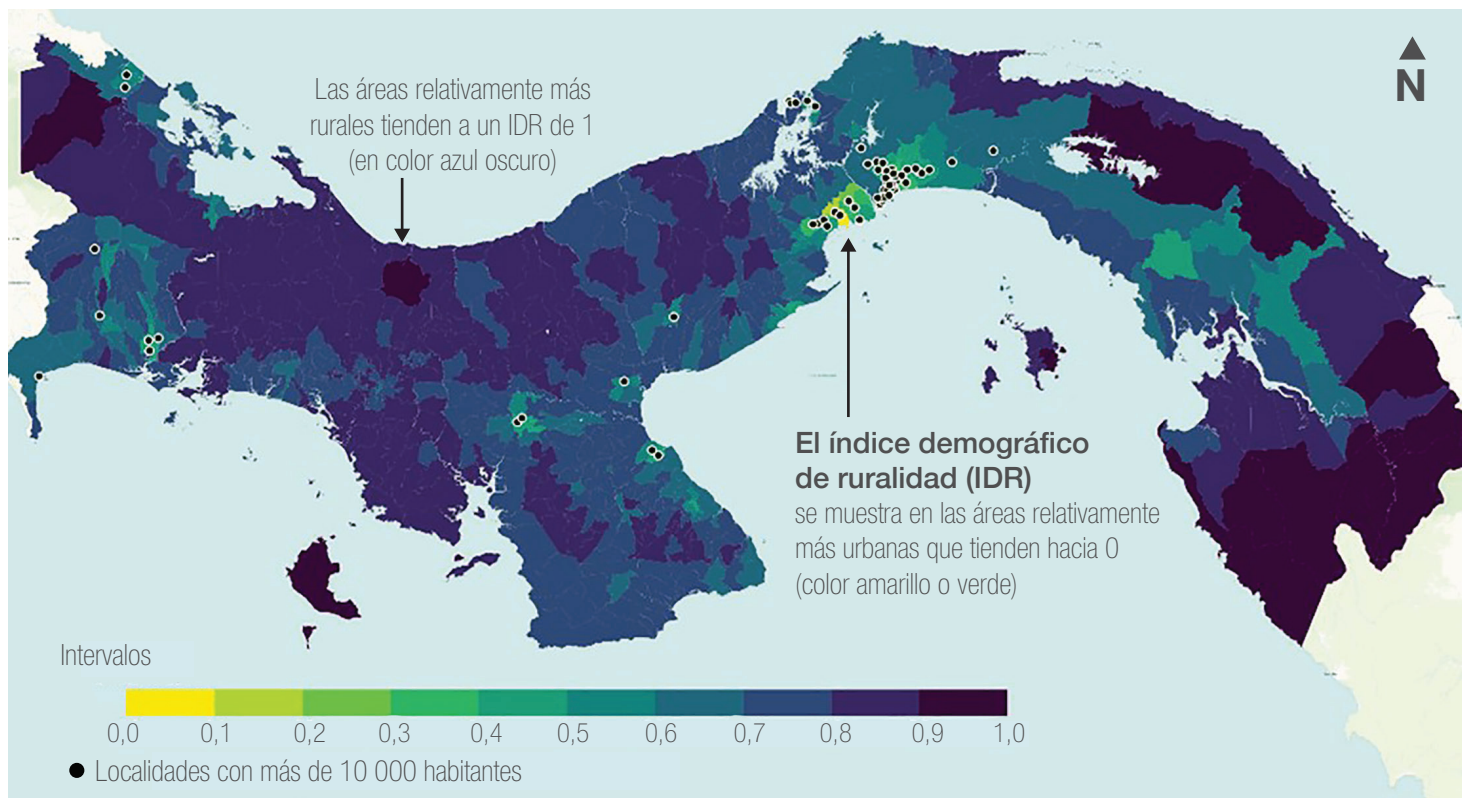 Las áreas relativamente más
rurales tienden a un IDR de 1
(en color azul oscuro)
N
El índice demográfico
de ruralidad (IDR)
se muestra en las áreas relativamente
más urbanas que tienden hacia 0
(color amarillo o verde)
Intervalos
0,0 0,1 0,2 0,3 0,4 0,5 0,6 0,7 0,8 0,9 1,0
Localidades con más de 10 000 habitantes